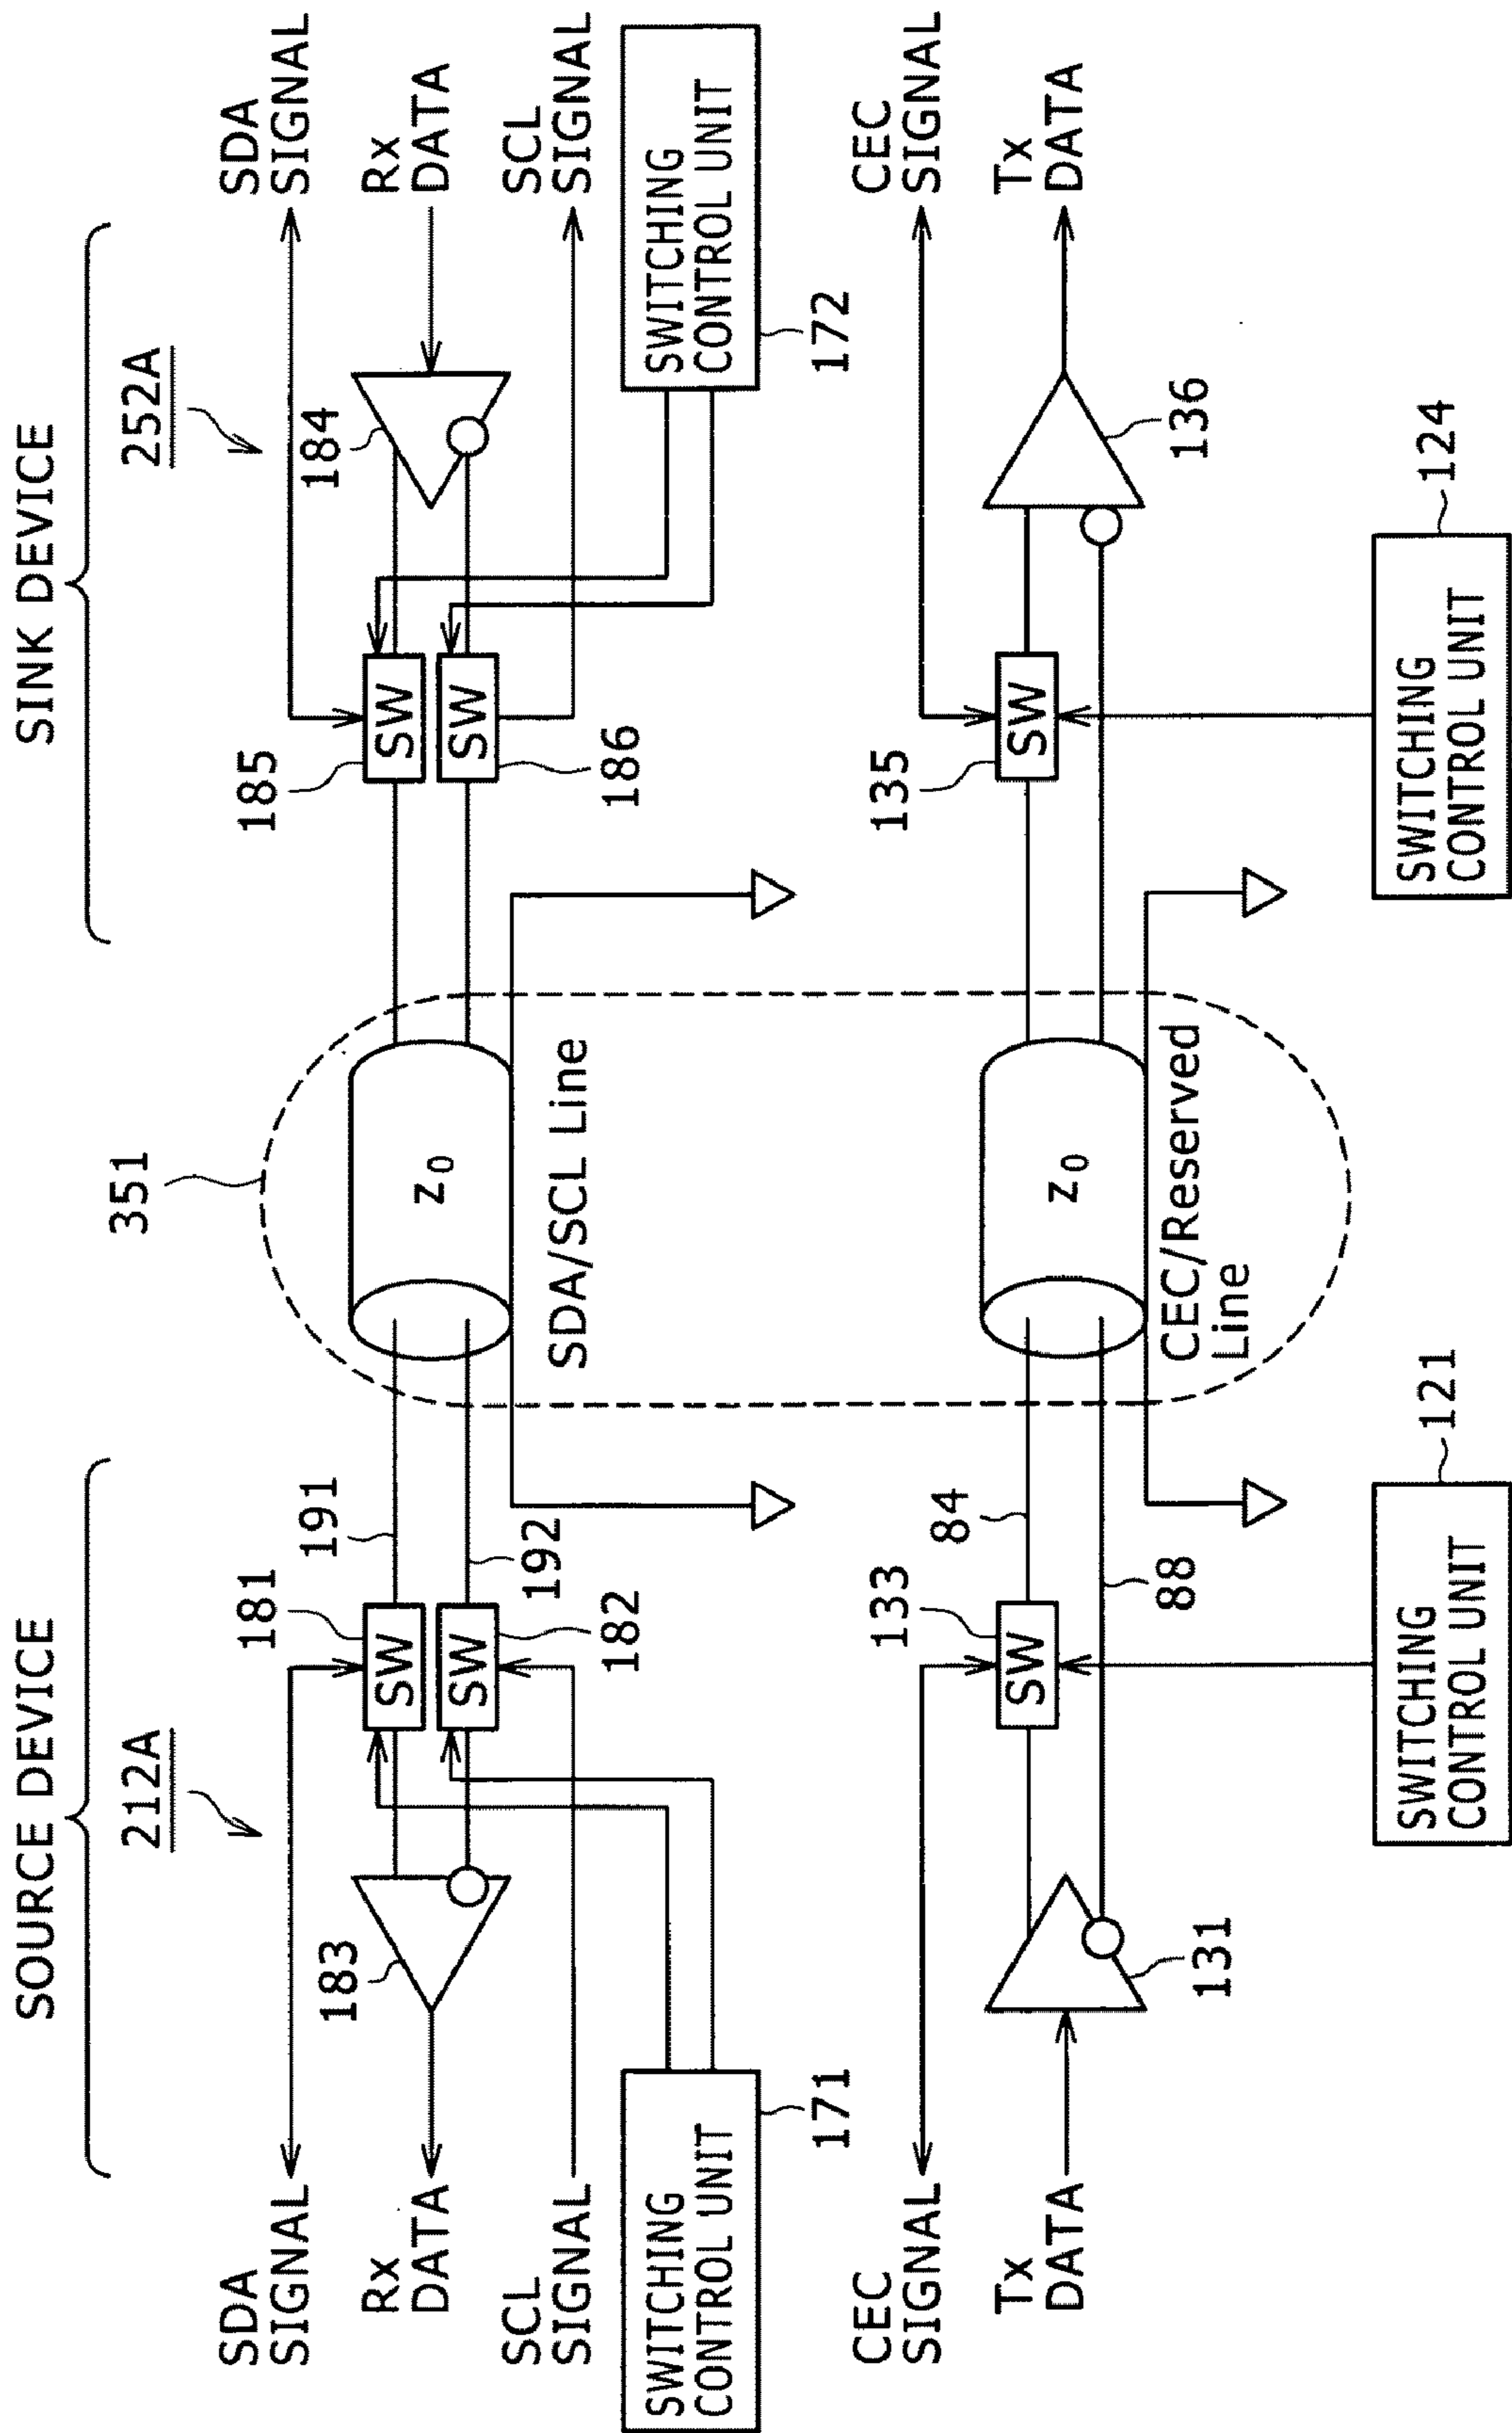 SOURCE DEVICE
SINK DEVICE
212A
351
252A
SDA
SIGNAL
Rx
DATA
SCL
SIGNAL
SWITCHING
CONTROL UNIT
171
183
181
SW
SW
182
191
192
Z0
SDA/SCL Line
185
SW
SW
186
184
SDA
SIGNAL
Rx
DATA
SCL
SIGNAL
SWITCHING
CONTROL UNIT
172
CEC
SIGNAL
Tx
DATA
131
133
SW
84
88
SWITCHING
CONTROL UNIT
121
Z0
CEC/Reserved
Line
135
SW
136
CEC
SIGNAL
Tx
DATA
SWITCHING
CONTROL UNIT
124